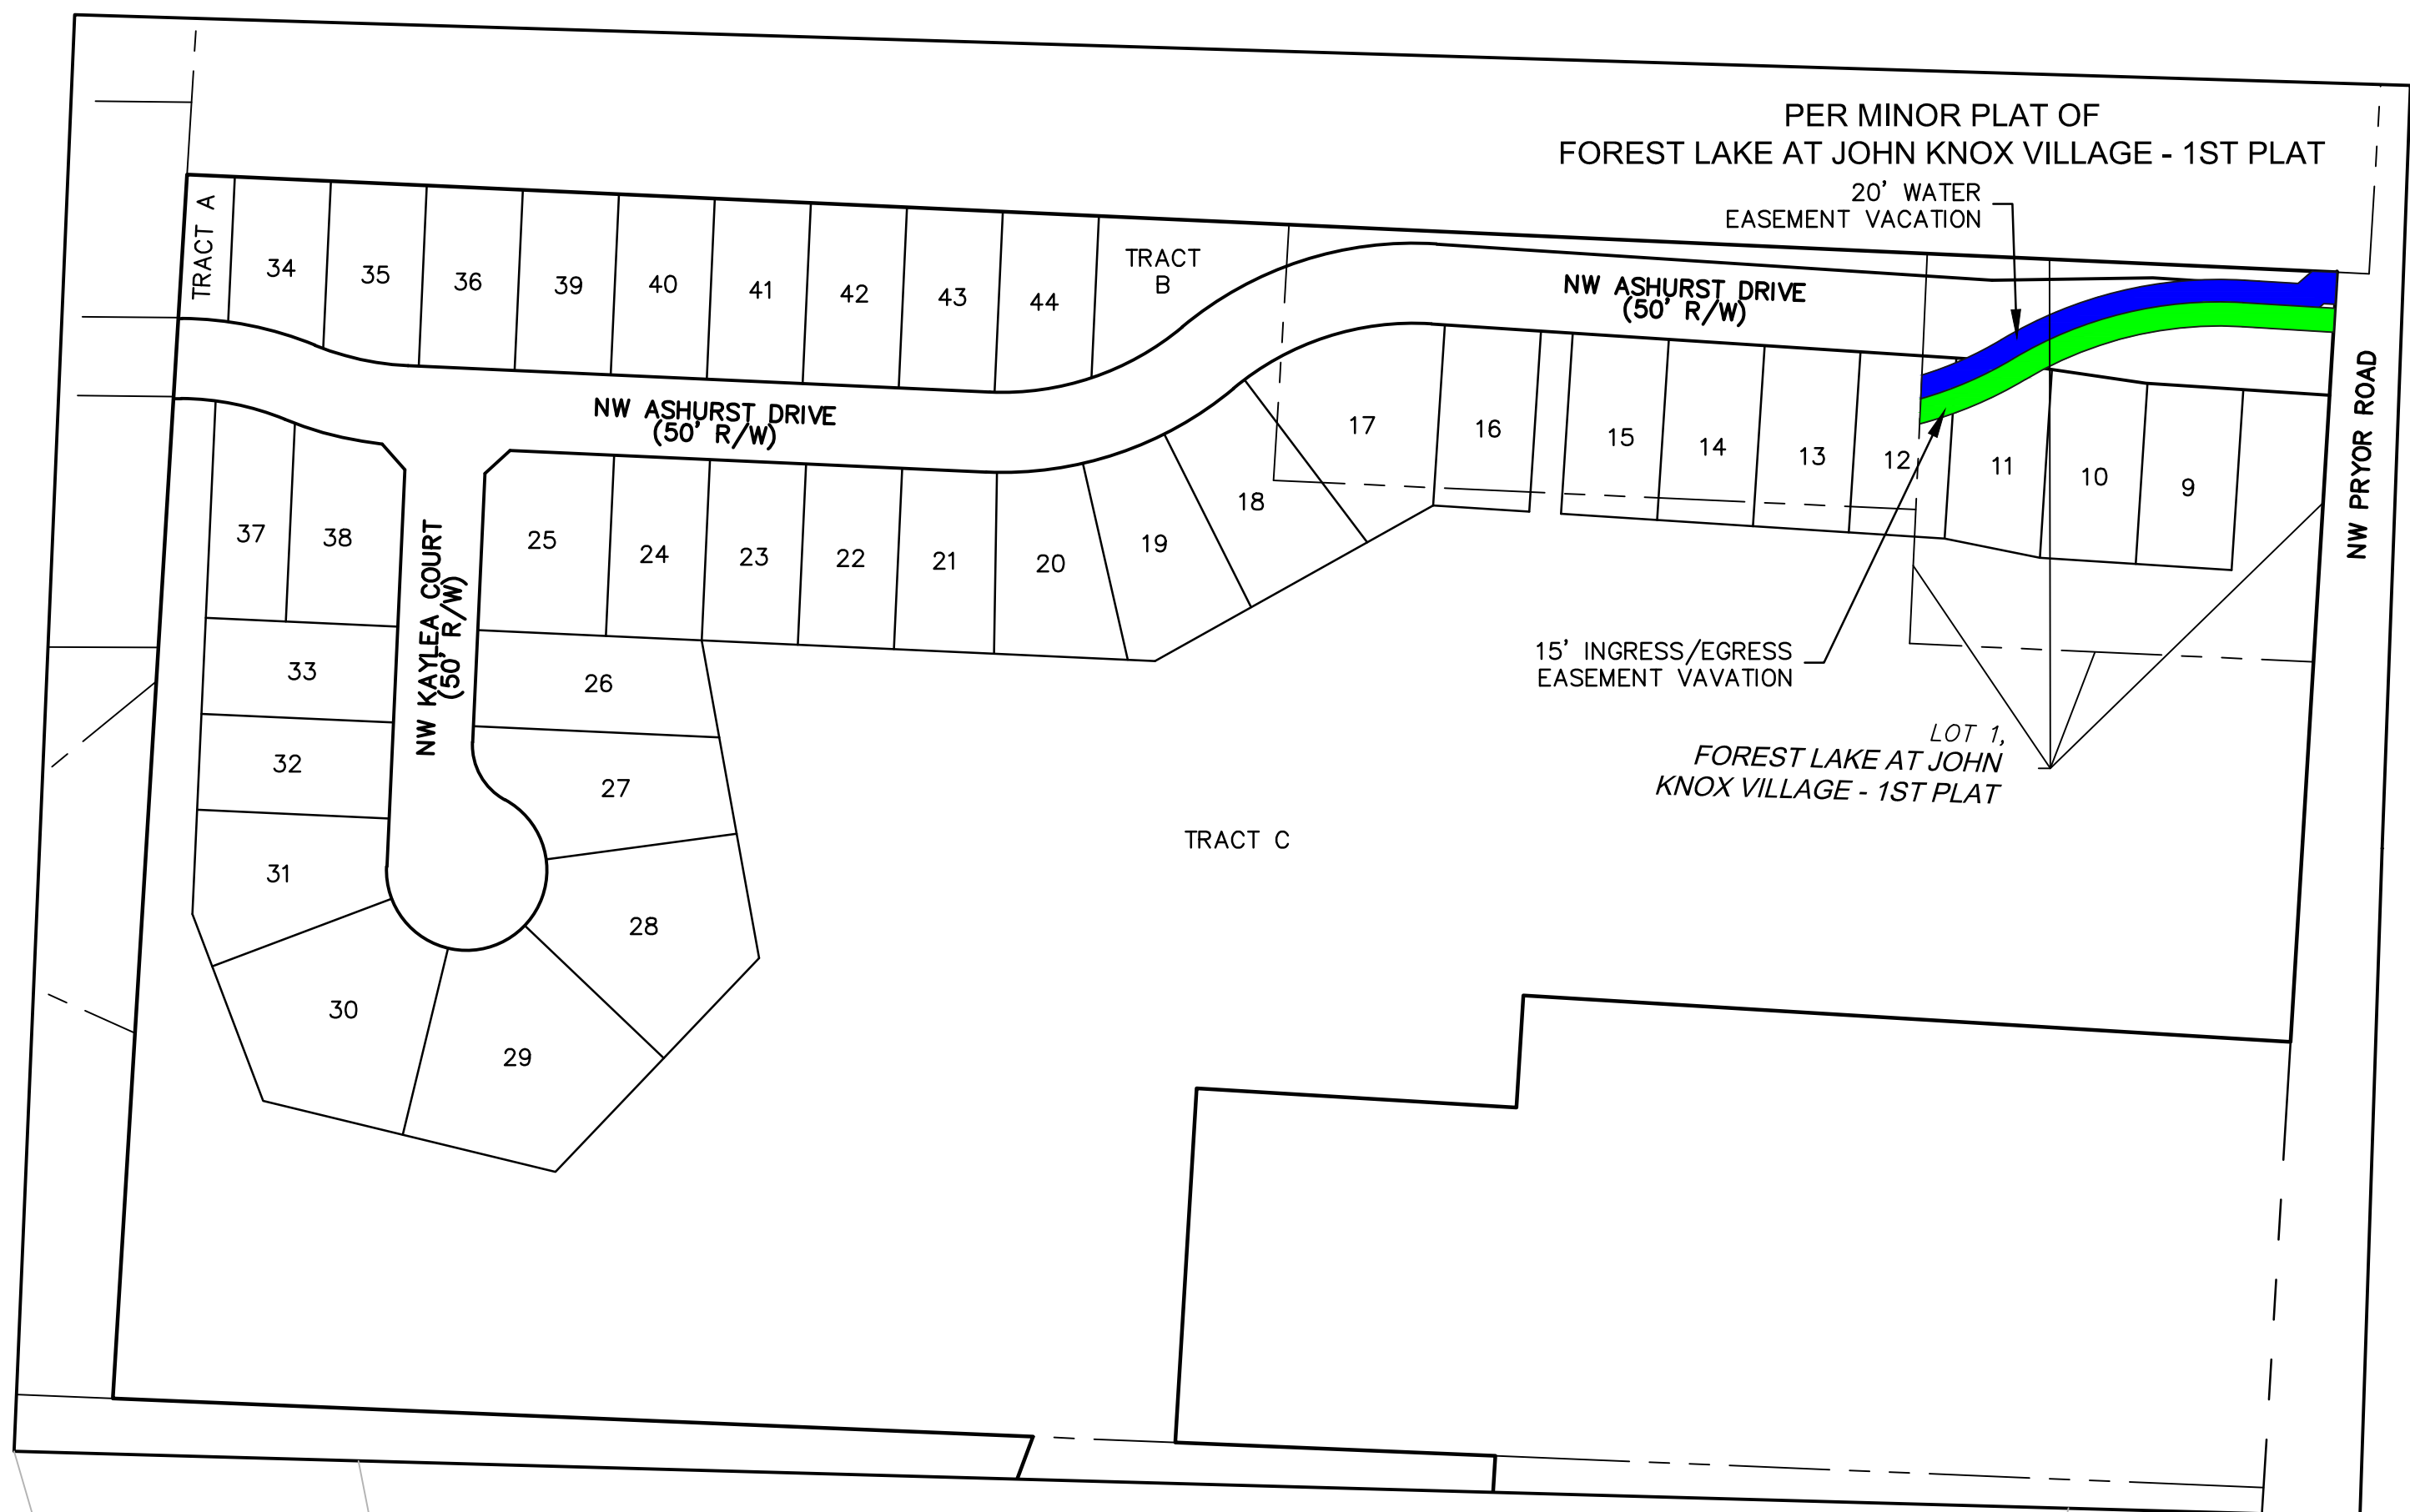 PER MINOR PLAT OF
FOREST LAKE AT JOHN KNOX VILLAGE - 1ST PLAT
20' WATER
EASEMENT VACATION
TRACT A
34
35
36
39
40
41
42
43
44
TRACT
B
NW ASHURST DRIVE
(50' R/W)
NW ASHURST DRIVE
(50' R/W)
NW PRYOR ROAD
17
16
15
14
13
12
11
10
9
37
38
NW KAYLEA COURT
(50' R/W)
25
24
23
22
21
20
19
18
33
26
32
27
31
28
30
29
15' INGRESS/EGRESS
EASEMENT VAVATION
LOT 1,
FOREST LAKE AT JOHN
KNOX VILLAGE - 1ST PLAT
TRACT C